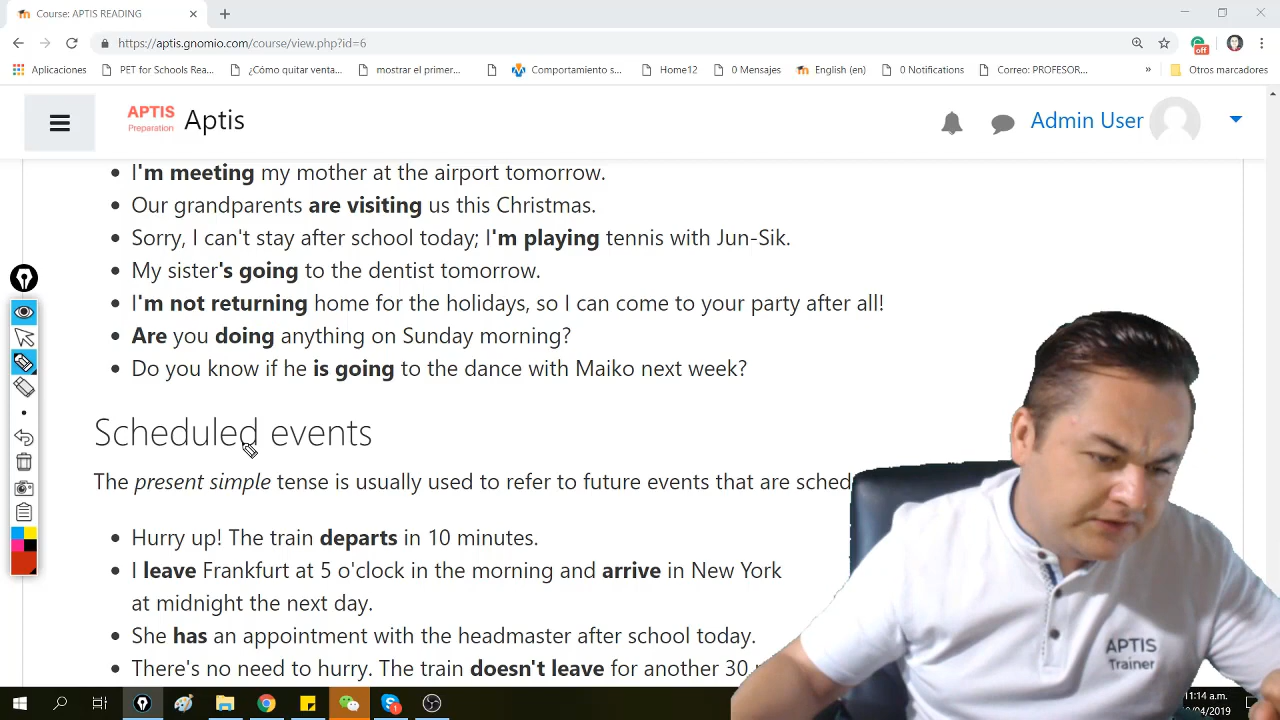 Course: APTIS READING
https://aptis.gnomio.com/course/view.php?id=6
off
Aplicaciones
PET for Schools Rea...
¿Cómo quitar venta...
mostrar el primer...
Comportamiento s...
Home12
0 Mensajes
English (en)
0 Notifications
Correo: PROFESOR...
»
Otros marcadores
APTIS
Preparation
Aptis
Admin User
I'm meeting my mother at the airport tomorrow.
Our grandparents are visiting us this Christmas.
Sorry, I can't stay after school today; I'm playing tennis with Jun-Sik.
My sister's going to the dentist tomorrow.
I'm not returning home for the holidays, so I can come to your party after all!
Are you doing anything on Sunday morning?
Do you know if he is going to the dance with Maiko next week?
Scheduled events
The present simple tense is usually used to refer to future events that are sched
Hurry up! The train departs in 10 minutes.
I leave Frankfurt at 5 o'clock in the morning and arrive in New York
at midnight the next day.
She has an appointment with the headmaster after school today.
There's no need to hurry. The train doesn't leave for another 30
APTIS
Trainer
11:14 a.m.
/04/2019